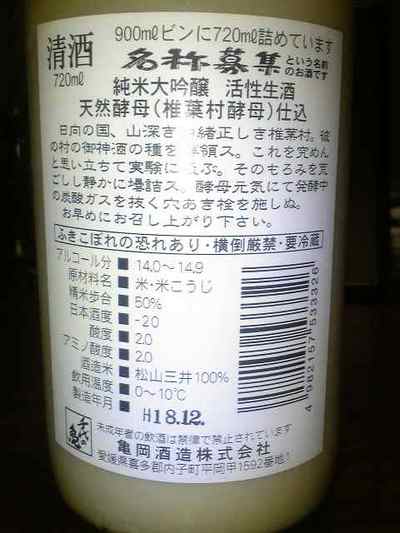 清酒
720ml
900mlビンに720ml詰めています
名称募集 という名前のお酒です
純米大吟醸 活性生酒
天然酵母(椎葉村酵母)仕込
日向の国、山深き 緒正しき椎葉村。彼
の村の御神酒の種を 領ス。これを究めん
と思い立ちて実験に ぶ。そのもろみを荒
ごしし静かに壜詰ス。酵母元気にて発酵中
の炭酸ガスを抜く穴あき栓を施しぬ。
お早めにお召し上がり下さい。
ふきこぼれの恐れあり・横倒厳禁・要冷蔵
アルコール分 ■ 14.0〜14.9
原材料名 ■ 米・米こうじ
精米歩合 ■ 50%
日本酒度 ■ -20
酸度 ■ 2.0
アミノ酸度 ■ 2.0
酒造米 ■ 松山三井100%
飲用温度 ■ 0〜10℃
製造年月 ■ H18.12.
4 982157 533326
未成年者の飲酒は法律で禁止されています
亀岡酒造株式会社
愛媛県喜多郡内子町平岡甲1592番地1